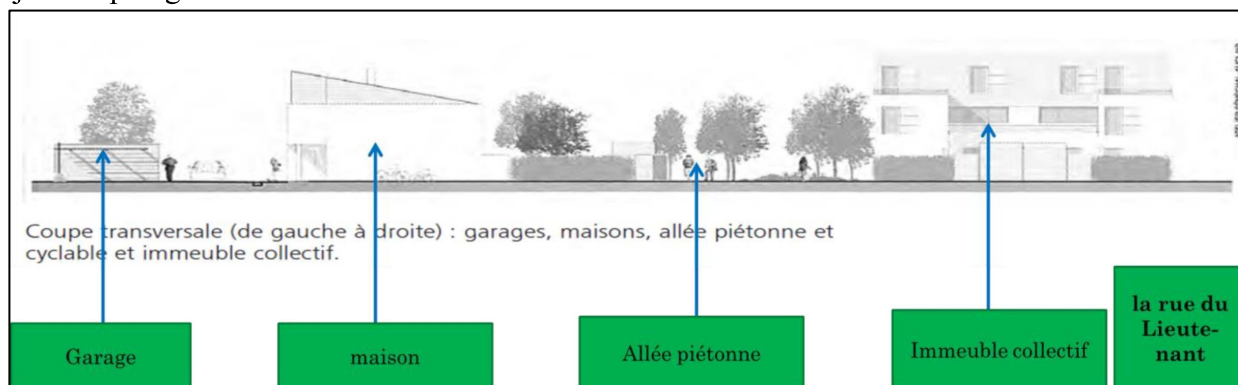 Coupe transversale (de gauche à droite) : garages, maisons, allée piétonne et
cyclable et immeuble collectif.
Garage
maison
Allée piétonne
Immeuble collectif
la rue du
Lieute-
nant